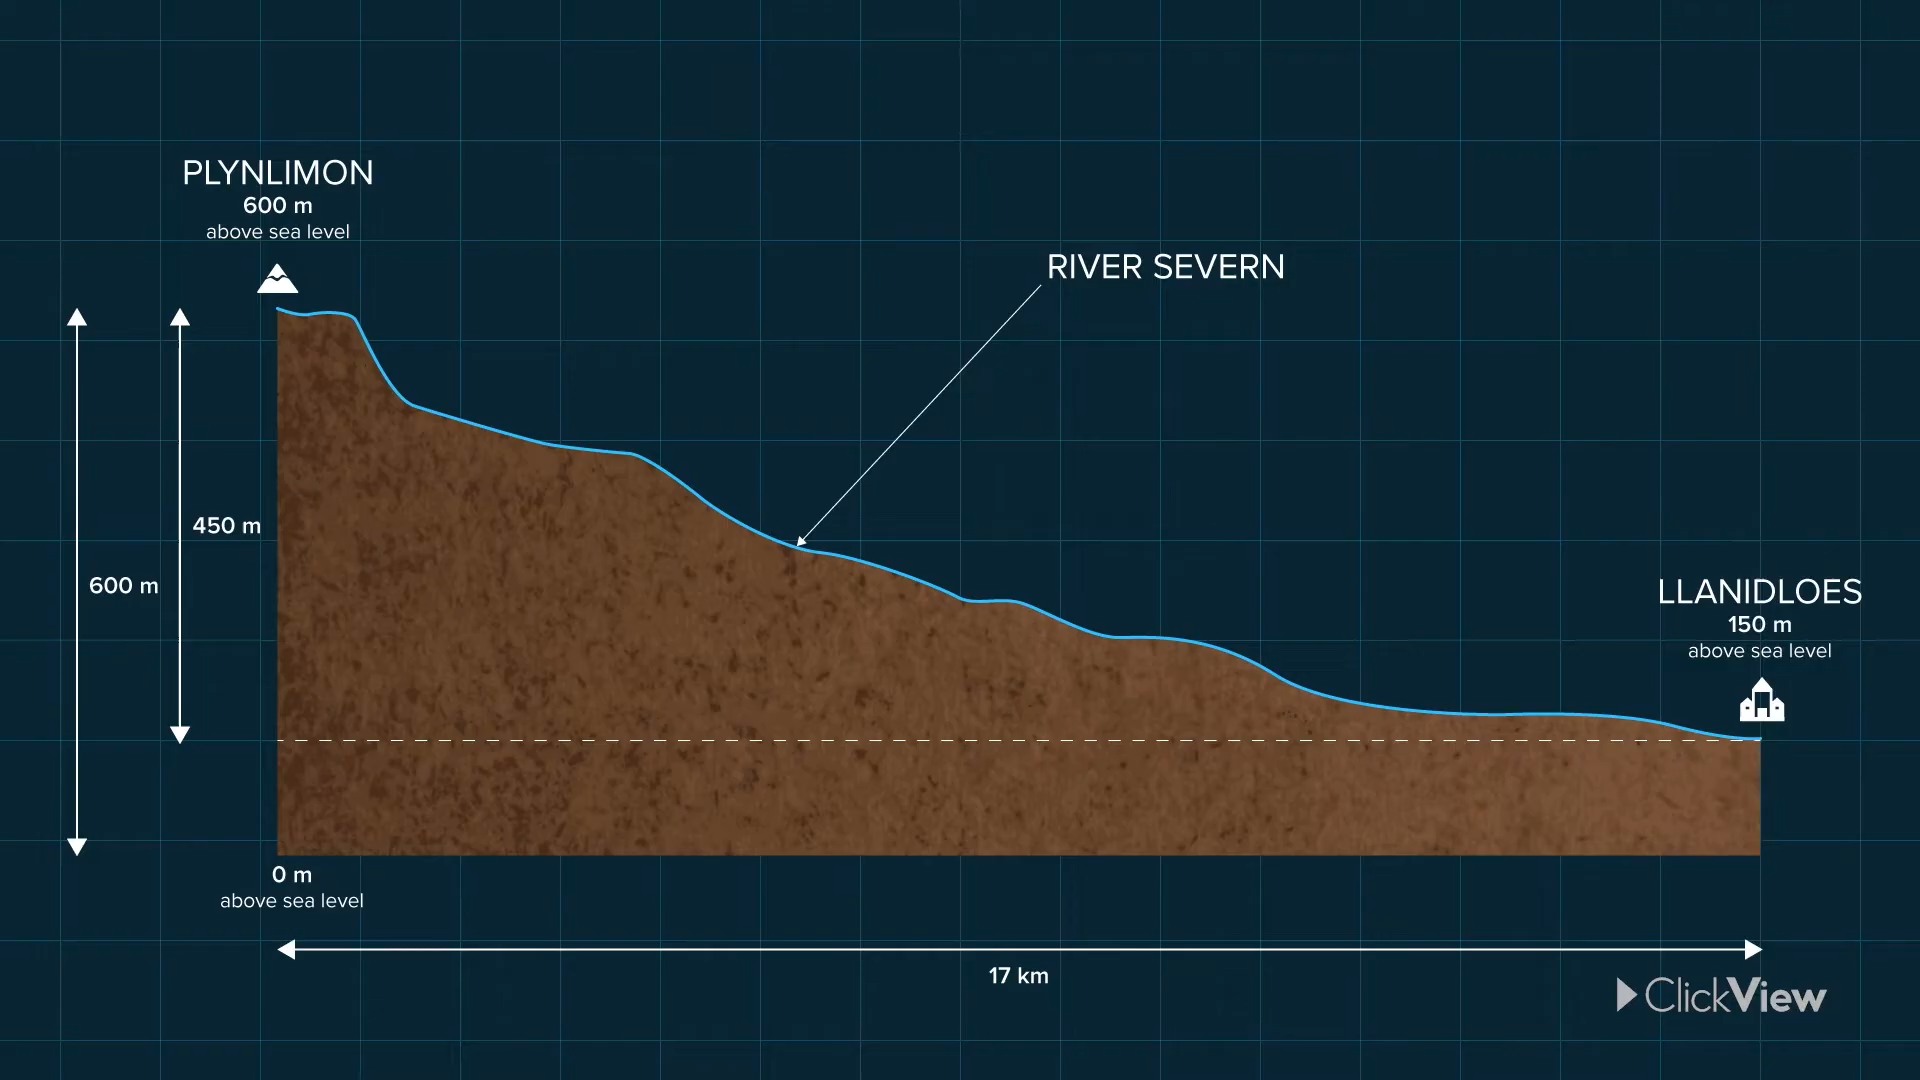 PLYNLIMON
600 m
above sea level
RIVER SEVERN
450 m
600 m
LLANIDLOES
150 m
above sea level
0 m
above sea level
17 km
ClickView